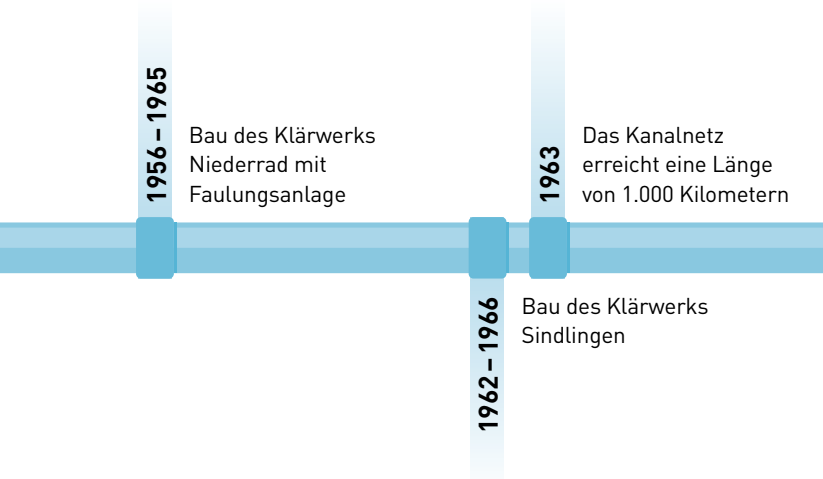 1956 – 1965
Bau des Klärwerks
Niederrad mit
Faulungsanlage
1962 – 1966
Bau des Klärwerks
Sindlingen
1963
Das Kanalnetz
erreicht eine Länge
von 1.000 Kilometern